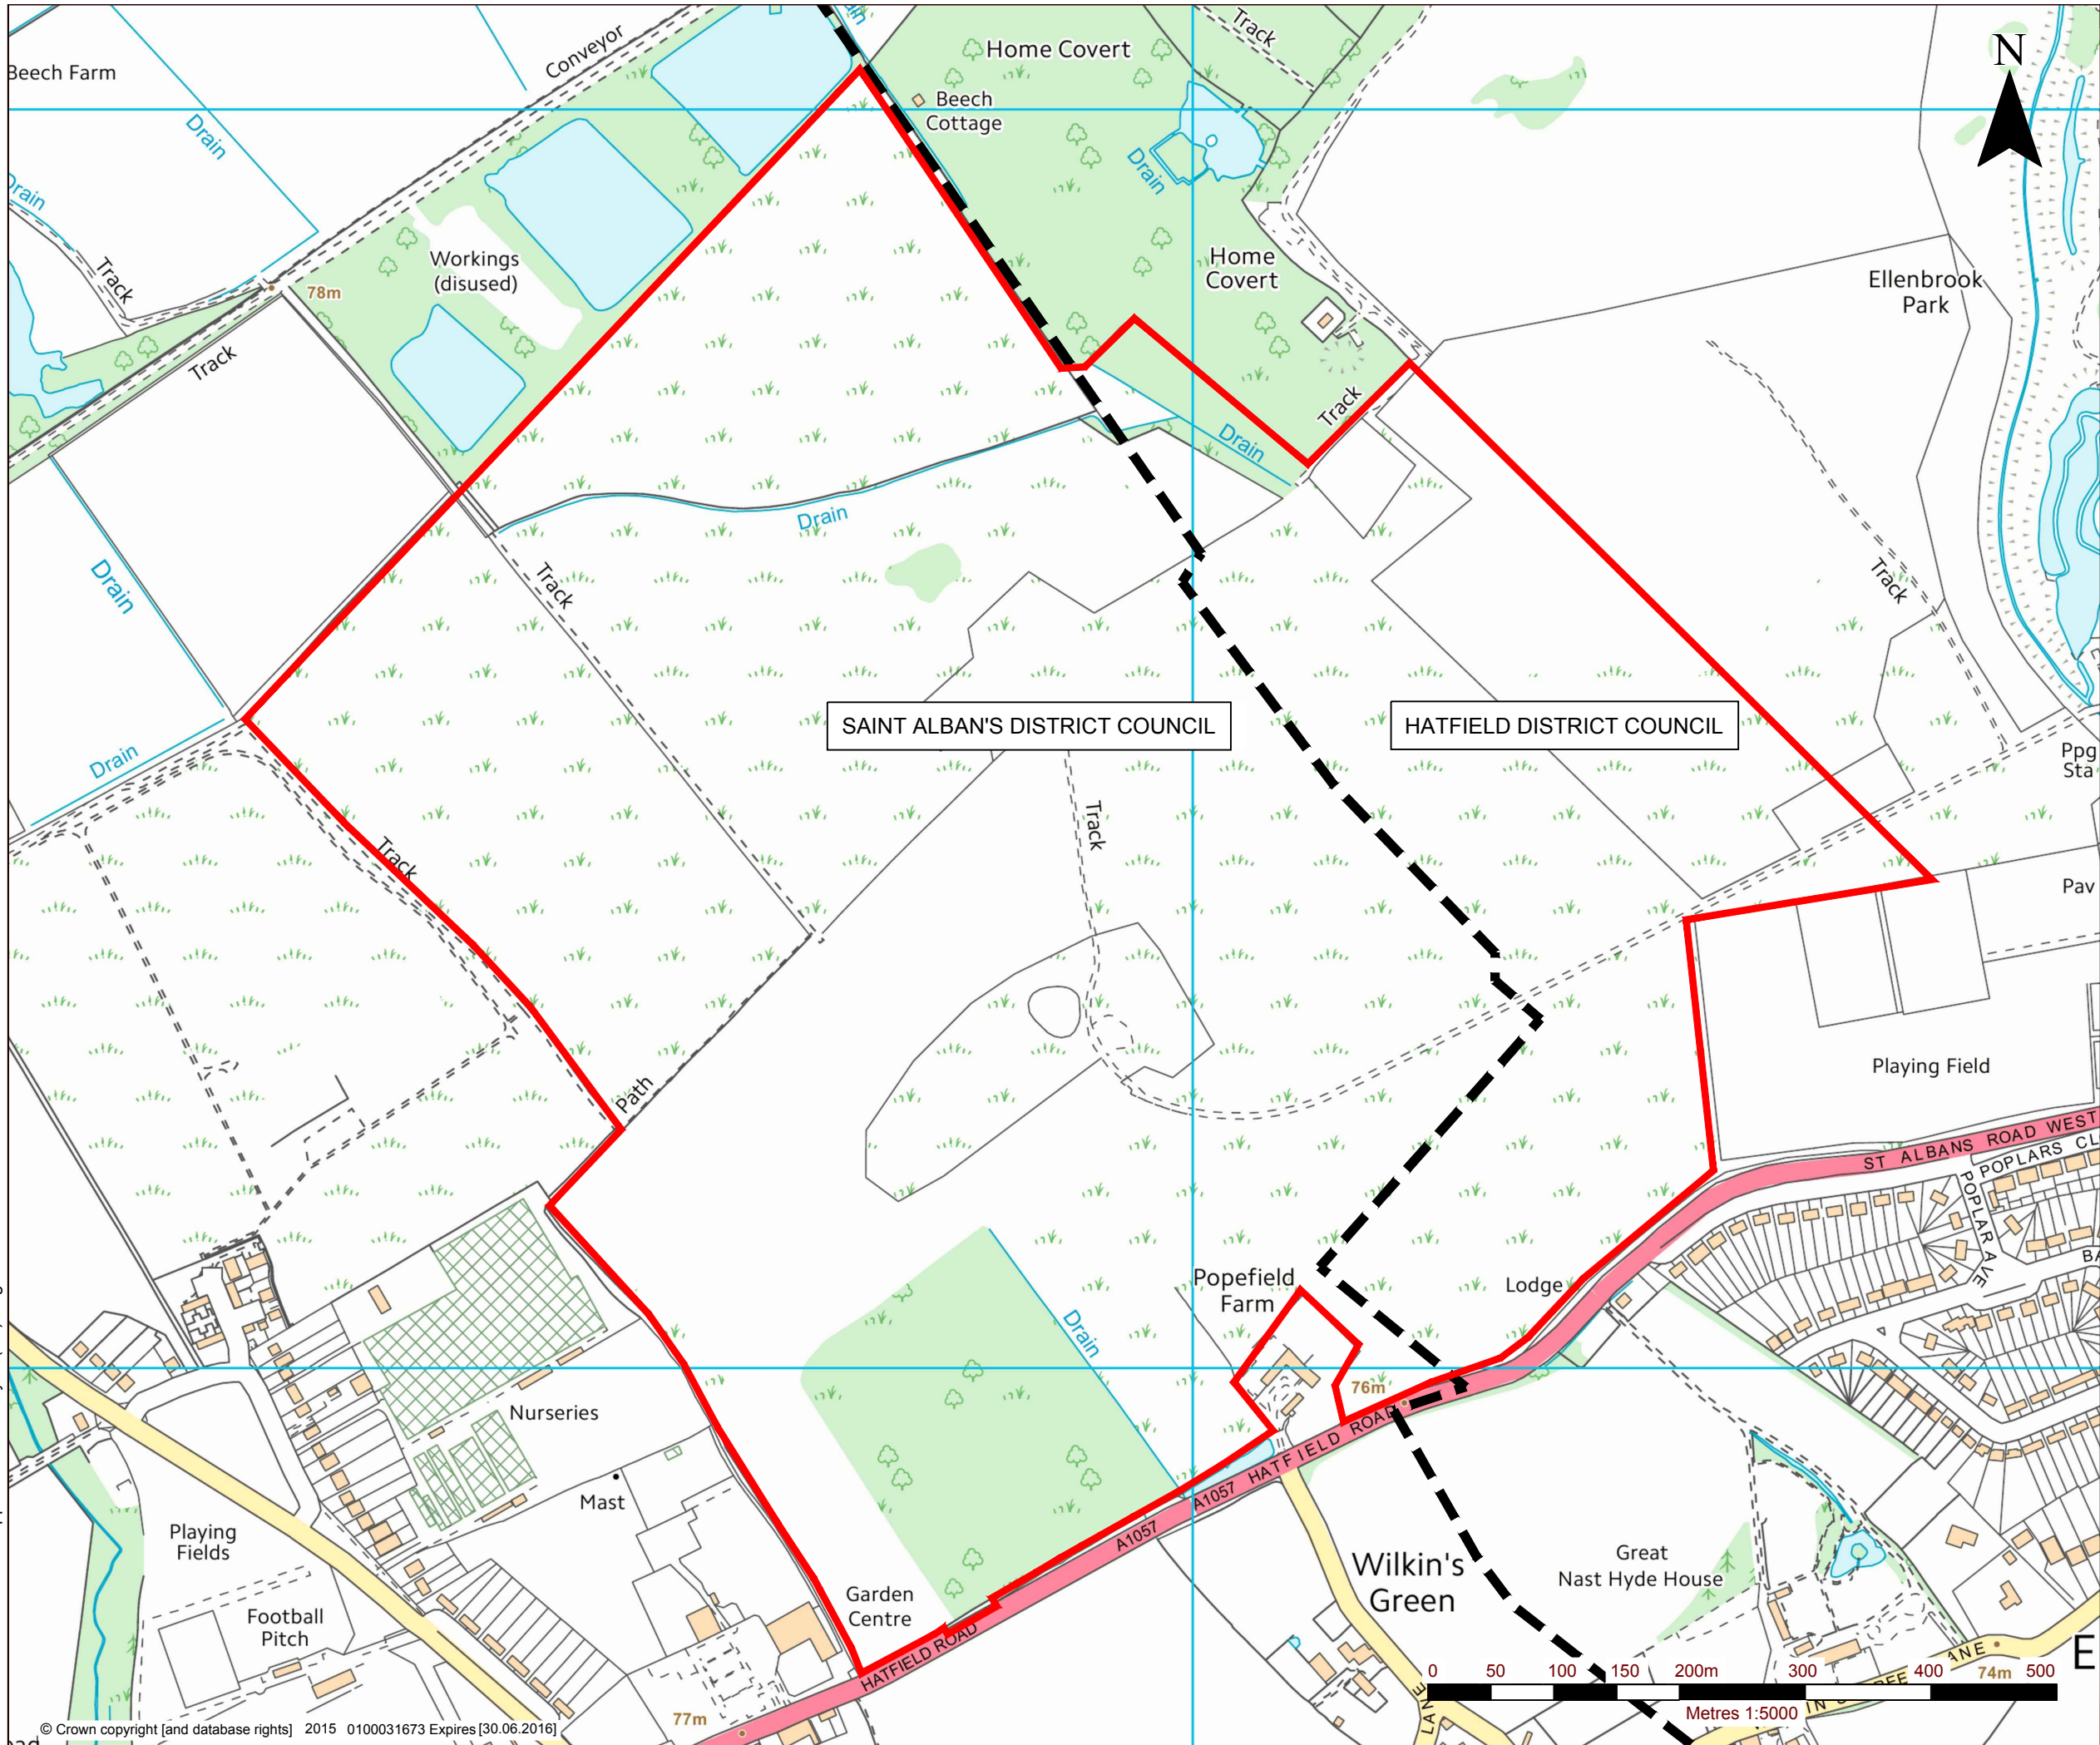 Conveyor
Drain
Track
Home Covert
N
Beech Farm
Beech
Cottage
Drain
Drain
Drain
Track
Workings
(disused)
Home
Covert
Ellenbrook
Park
78m
Track
Track
Drain
Drain
Drain
Track
Track
SAINT ALBAN'S DISTRICT COUNCIL
HATFIELD DISTRICT COUNCIL
Drain
Ppg
Sta
Track
Track
Pav
Path
Playing Field
ST ALBANS ROAD WEST
POPLARS CL
POPLAR AVE
BA
Popefield
Farm
Lodge
Drain
76m
Nurseries
HATFIELD ROAD
A1057
A1057
Mast
Playing
Fields
Wilkin's
Green
Great
Nast Hyde House
Garden
Centre
Football
Pitch
HATFIELD ROAD
E
LANE
0 50 100 150 200m 300 400 500
74m
Metres 1:5000
77m
© Crown copyright [and database rights] 2015 0100031673 Expires [30.06.2016]